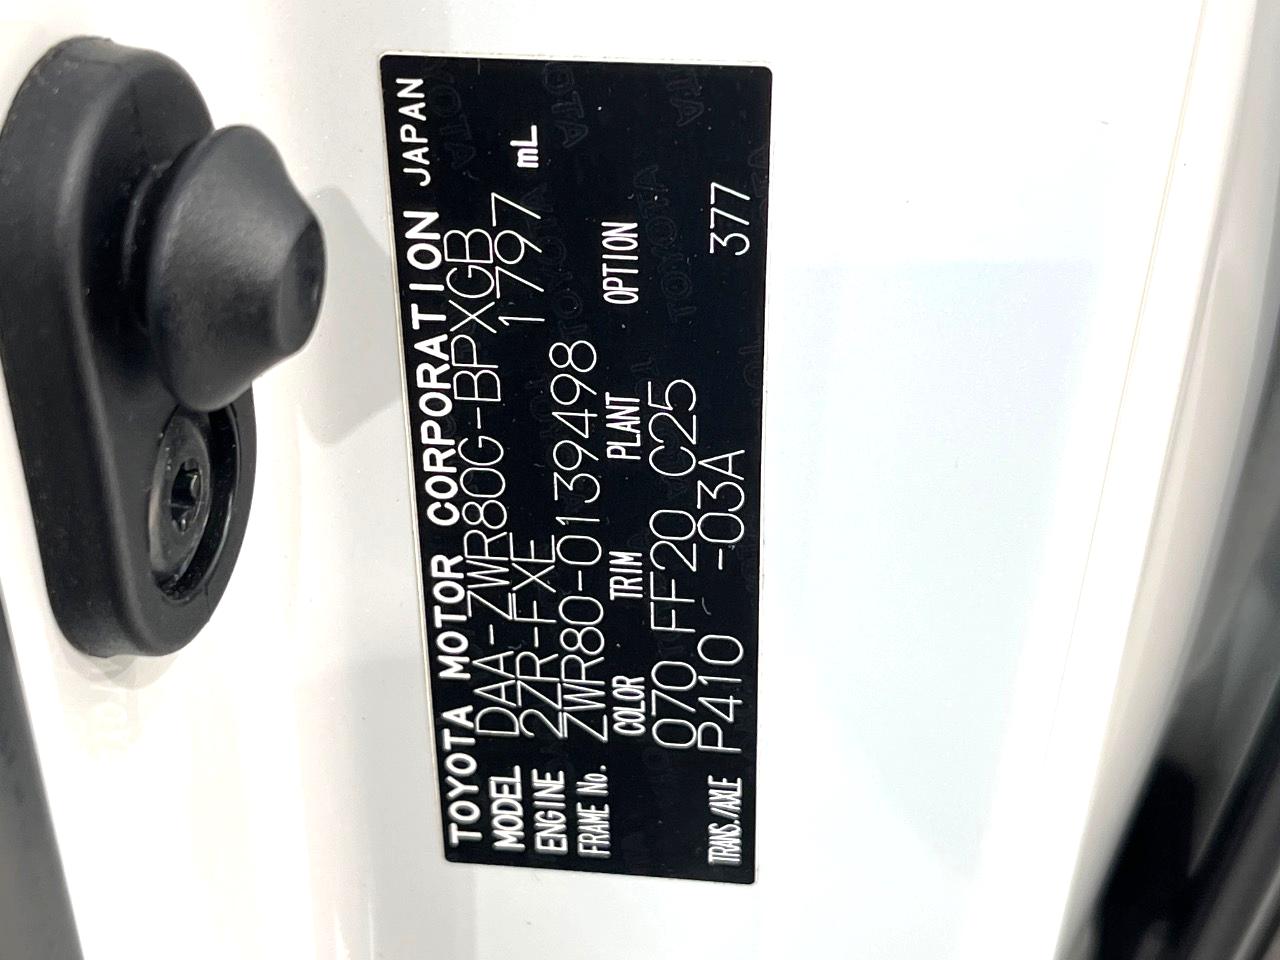 TOYOTA MOTOR CORPORATION JAPAN
MODEL DAA-ZWR80G-BPXGB
ENGINE 2ZR-FXE 1797 mL
FRAME No. ZWR80-0139498
COLOR TRIM PLANT OPTION
070 FF20 C25
TRANS./AXLE P410 -03A 377